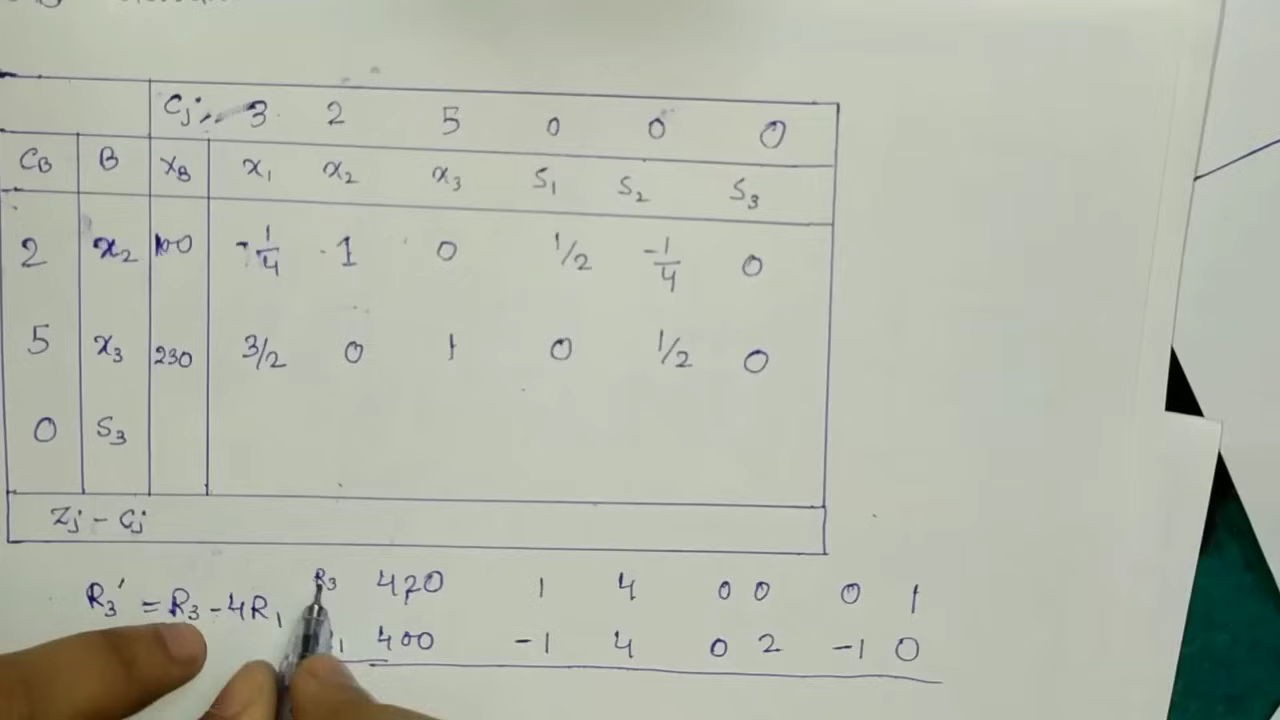 Cj 3 2 5 0 0 0
CB B XB x₁ x₂ x₃ S₁ S₂ S₃
2 x₂ 100 -1/4 1 0 1/2 -1/4 0
5 x₃ 230 3/2 0 1 0 1/2 0
0 S₃
Zj - Cj
R₃' = R₃ - 4R₁
R₃ 420 1 4 0 0 0 1
400 -1 4 0 2 -1 0